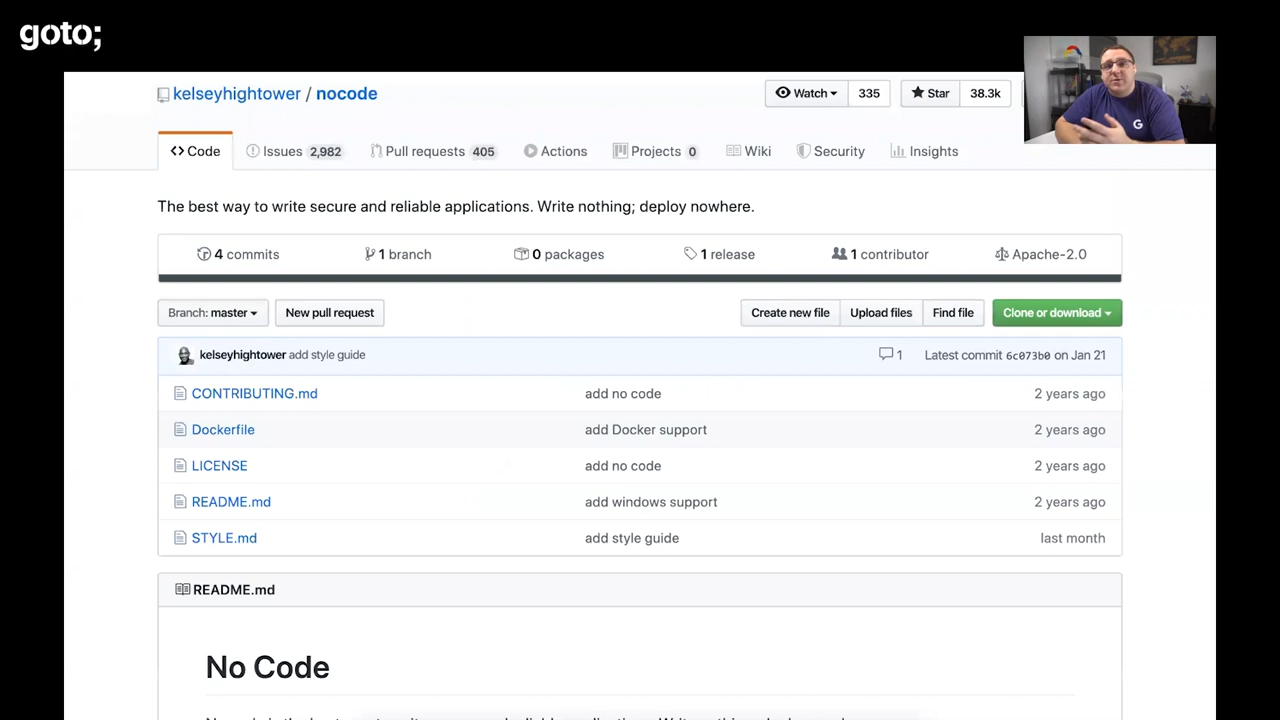 goto;
kelseyhightower / nocode
Watch 335 Star 38.3k
Code Issues 2,982 Pull requests 405 Actions Projects 0 Wiki Security Insights
The best way to write secure and reliable applications. Write nothing; deploy nowhere.
4 commits 1 branch 0 packages 1 release 1 contributor Apache-2.0
Branch: master New pull request Create new file Upload files Find file Clone or download
kelseyhightower add style guide 1 Latest commit 6c073b0 on Jan 21
CONTRIBUTING.md add no code 2 years ago
Dockerfile add Docker support 2 years ago
LICENSE add no code 2 years ago
README.md add windows support 2 years ago
STYLE.md add style guide last month
README.md
No Code
G